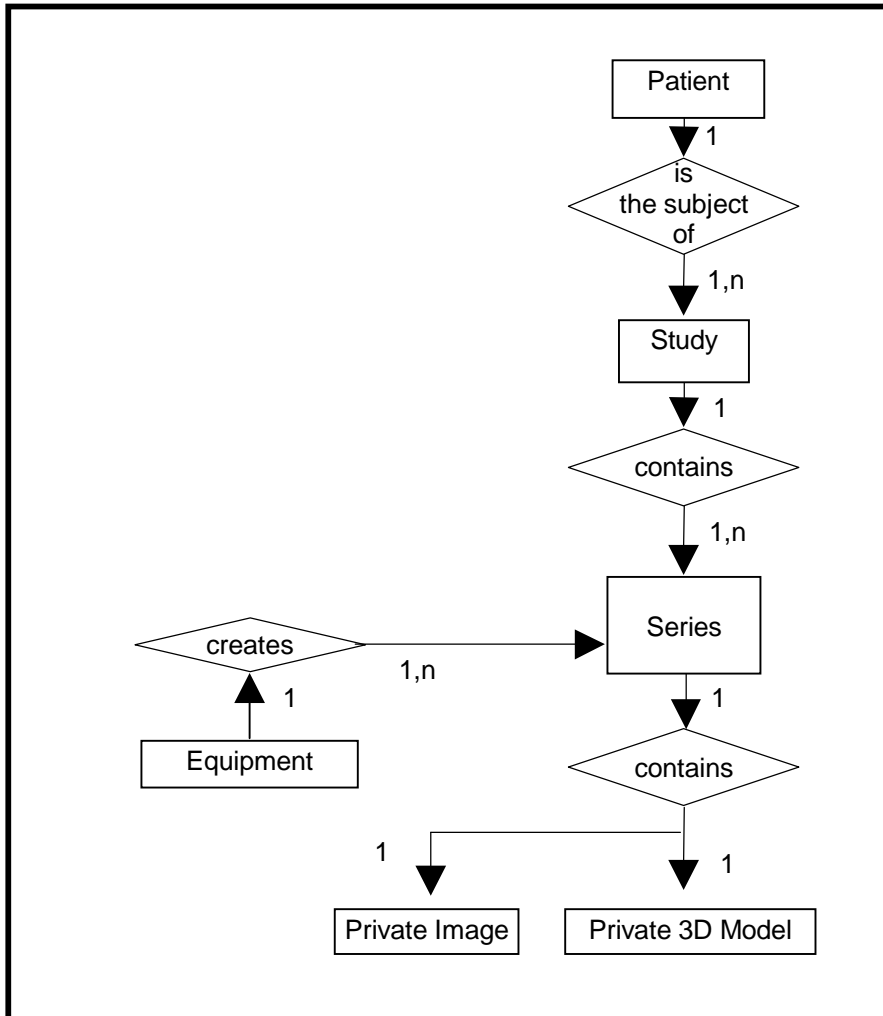 Patient
1
is
the subject
of
1,n
Study
1
contains
1,n
Series
creates
1,n
1
1
Equipment
contains
1
1
Private Image
Private 3D Model